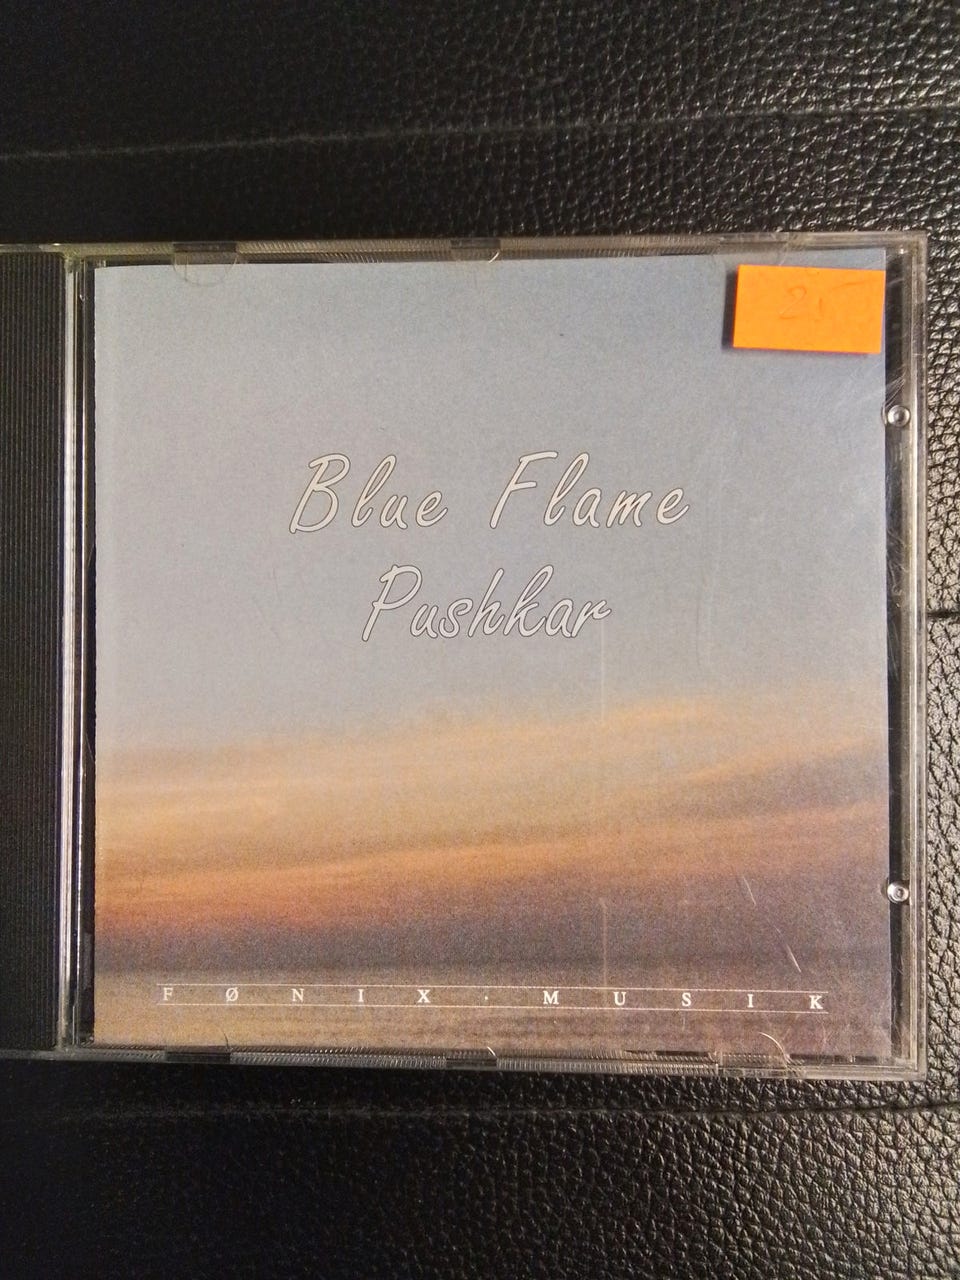 Blue Flame
Pushkar
FØNIX · MUSIK